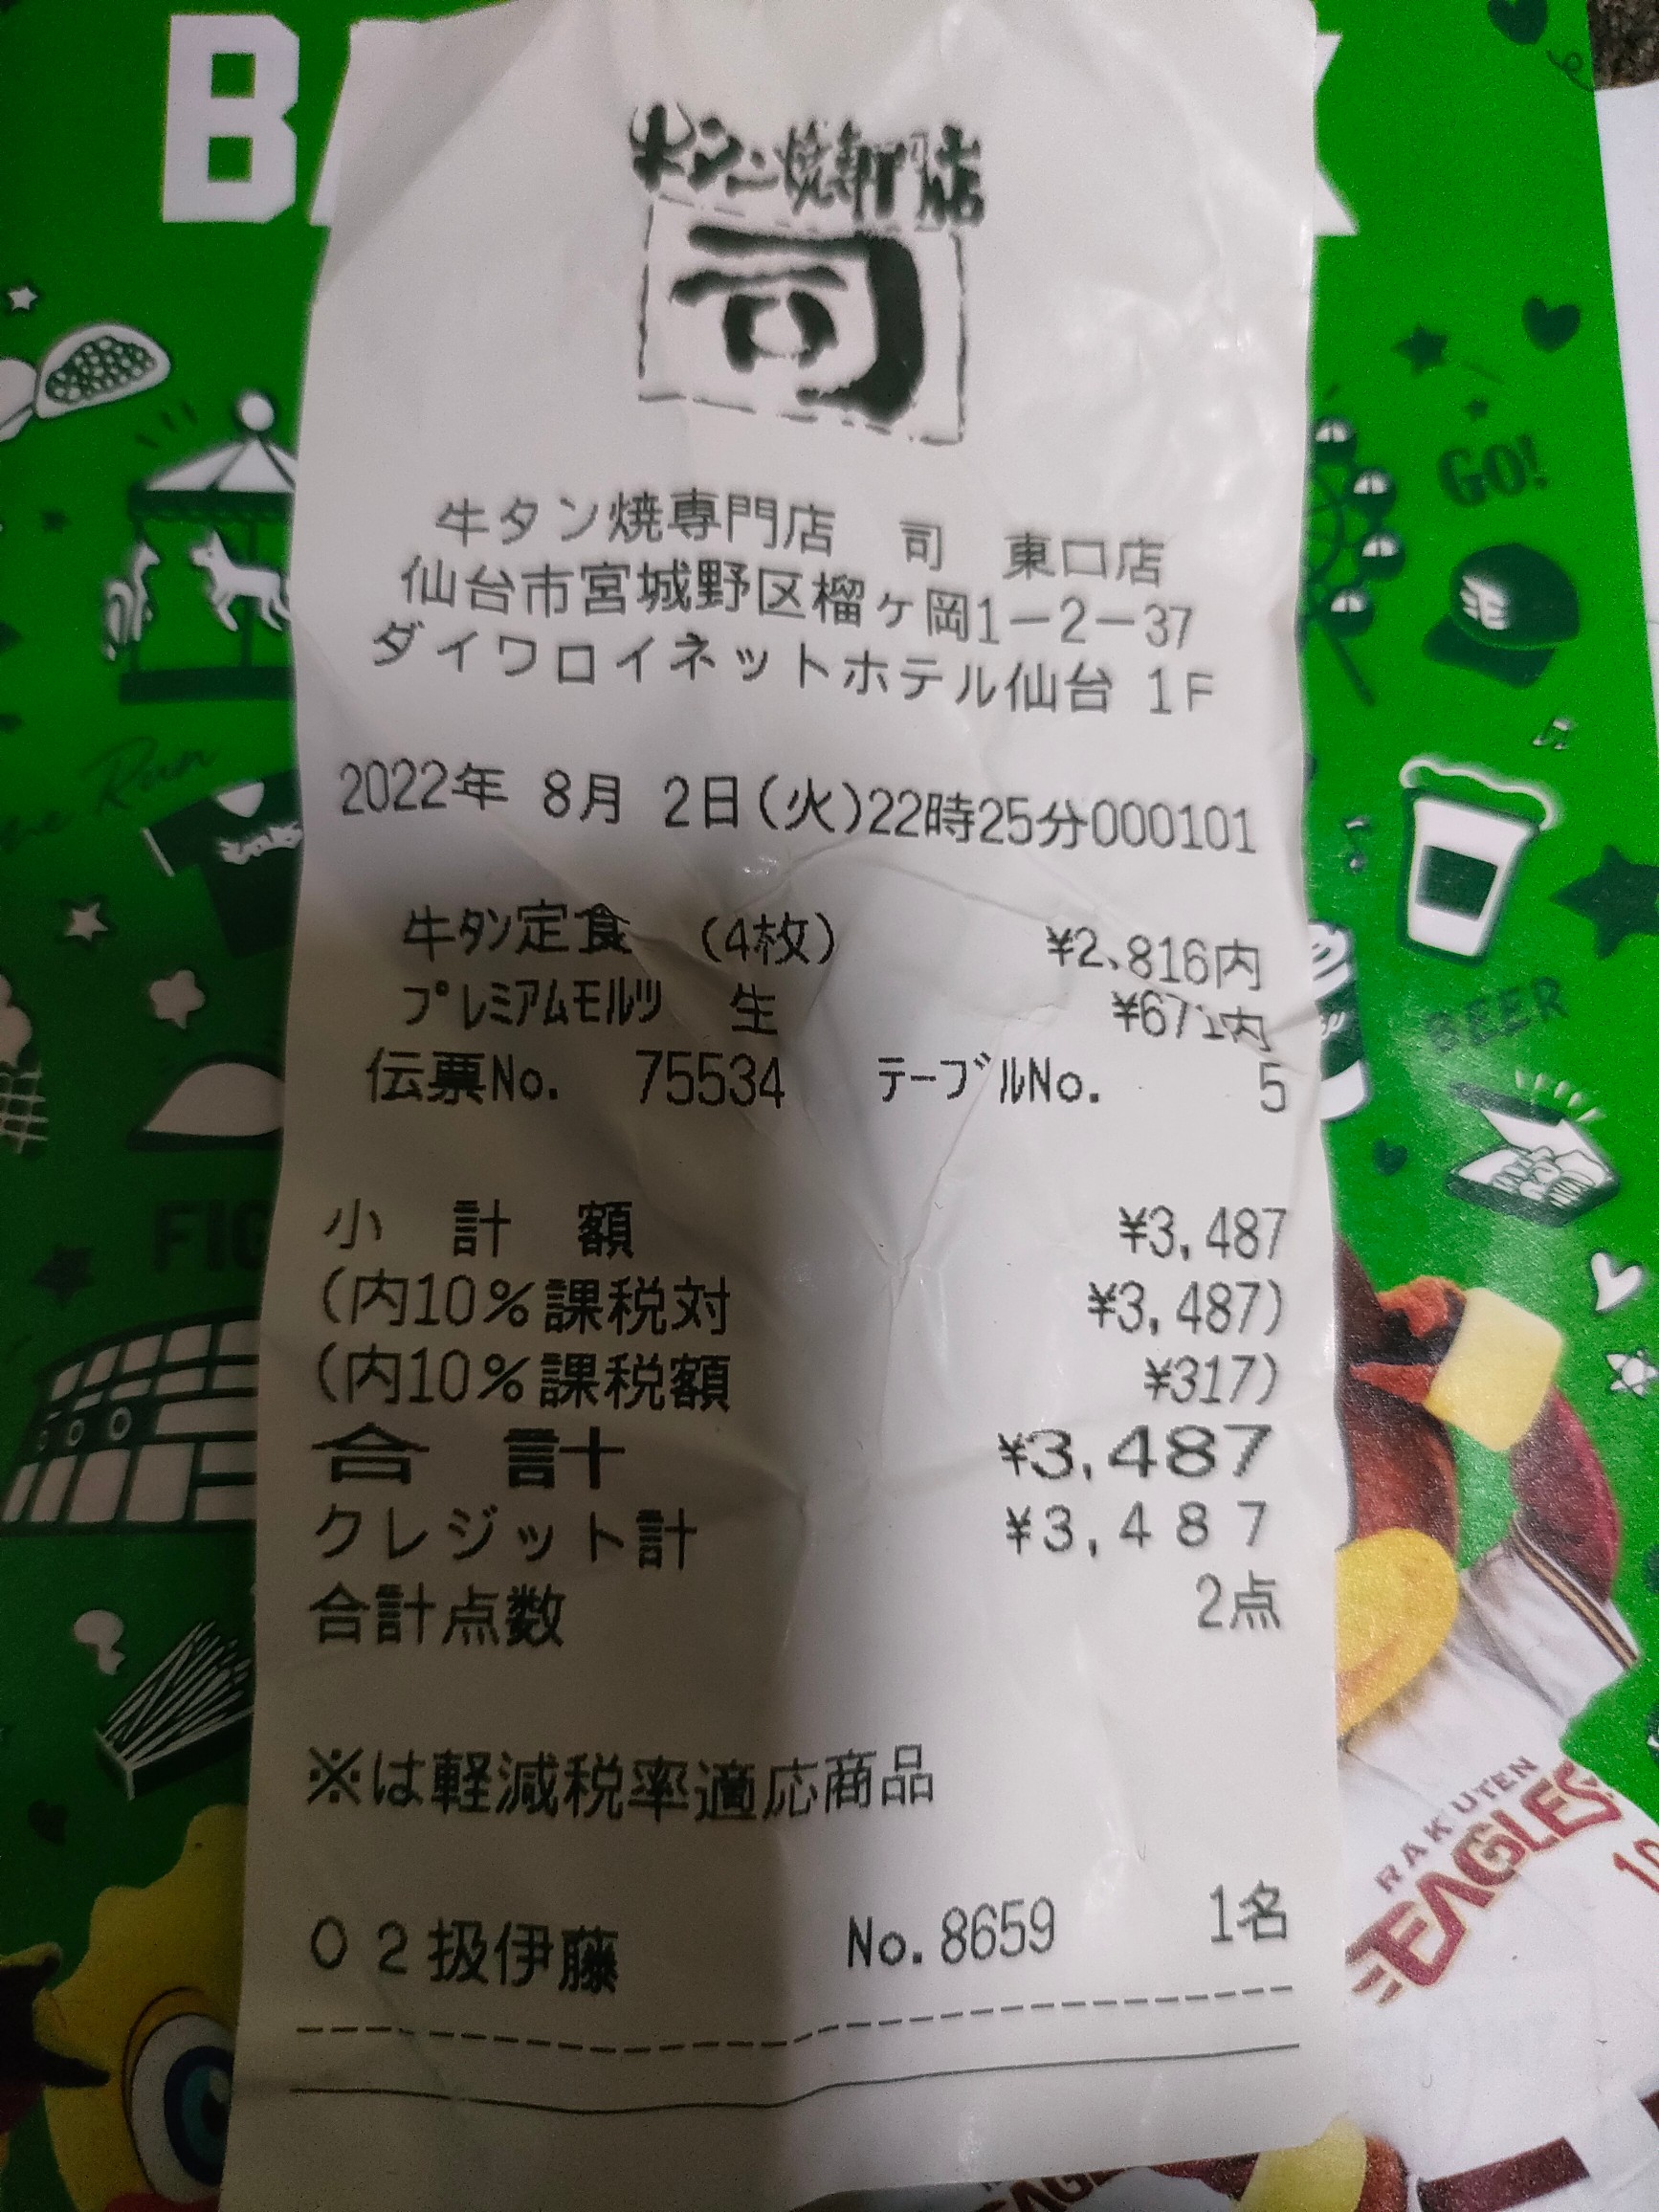 牛タン焼専門店
司
牛タン焼専門店 司 東口店
仙台市宮城野区榴ヶ岡1-2-37
ダイワロイネットホテル仙台 1F
2022年 8月 2日(火)22時25分000101
牛タン定食 (4枚) ¥2,816内
プレミアムモルツ 生 ¥671内
伝票No. 75534 テーブルNo. 5
小計額 ¥3,487
(内10%課税対 ¥3,487)
(内10%課税額 ¥317)
合計 ¥3,487
クレジット計 ¥3,487
合計点数 2点
※は軽減税率適応商品
02扱伊藤 No.8659 1名
GO!
BEER
RAKUTEN
EAGLES